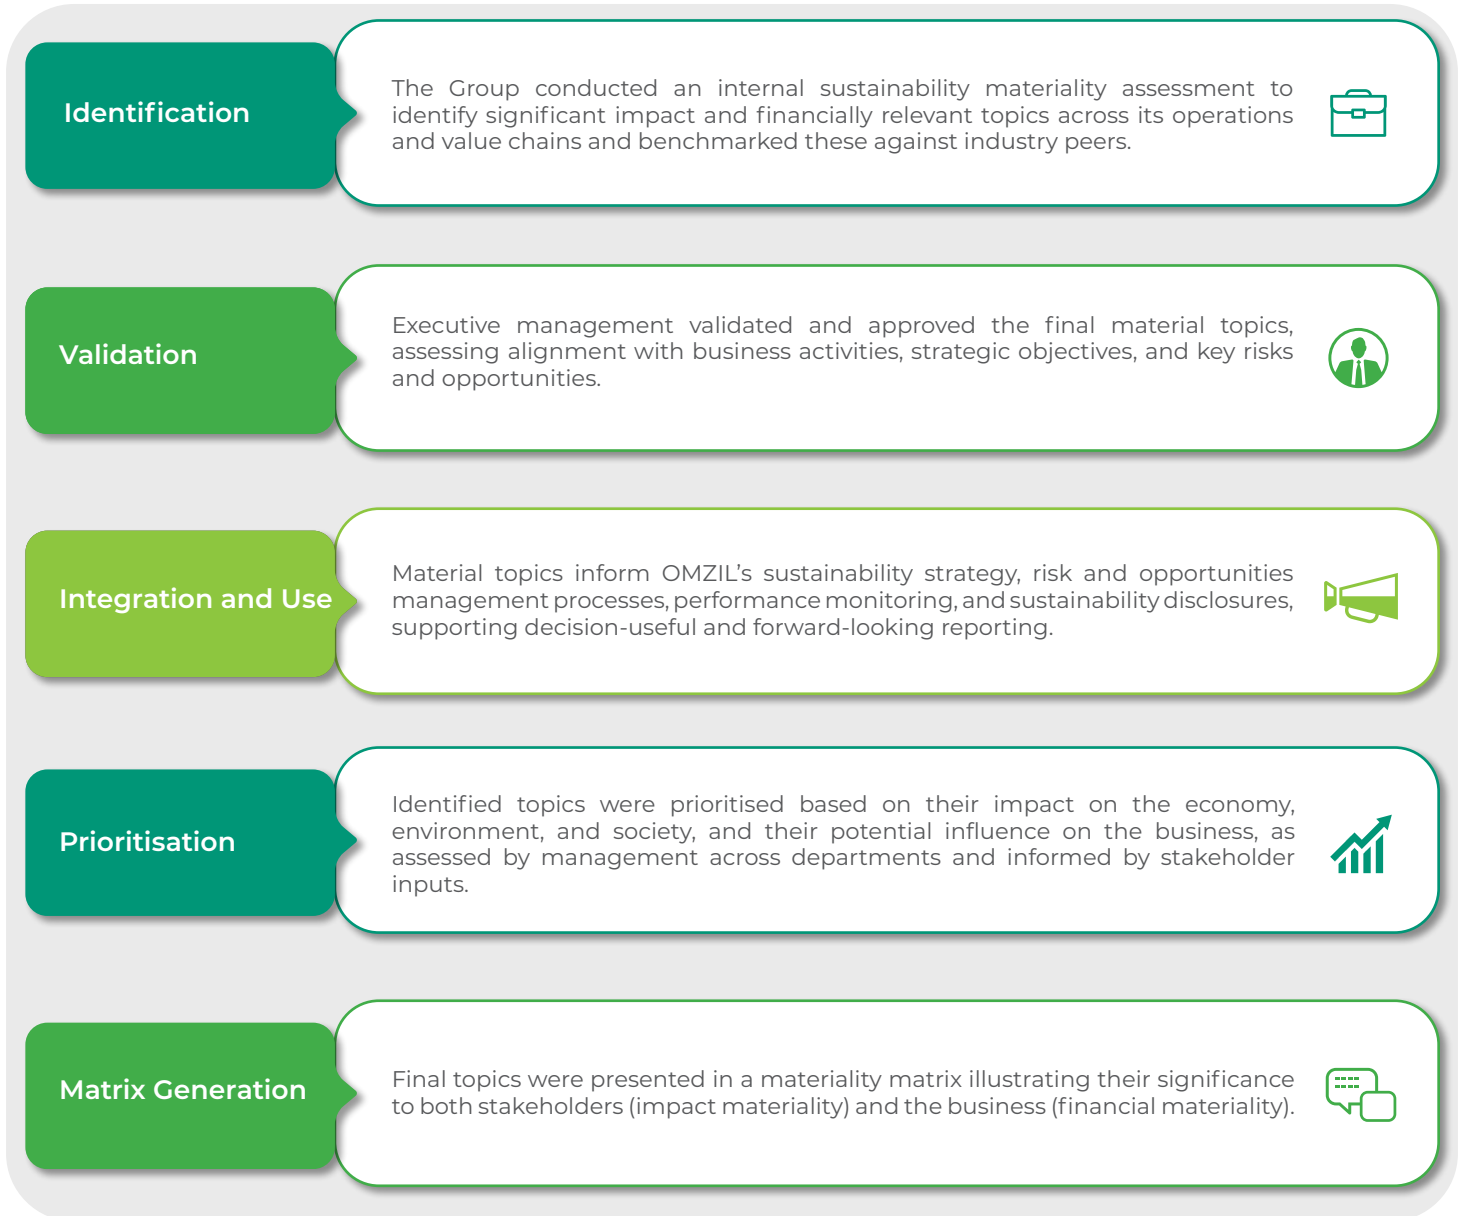 Identification
The Group conducted an internal sustainability materiality assessment to
identify significant impact and financially relevant topics across its operations
and value chains and benchmarked these against industry peers.
Validation
Executive management validated and approved the final material topics,
assessing alignment with business activities, strategic objectives, and key risks
and opportunities.
Integration and Use
Material topics inform OMZIL's sustainability strategy, risk and opportunities
management processes, performance monitoring, and sustainability disclosures,
supporting decision-useful and forward-looking reporting.
Prioritisation
Identified topics were prioritised based on their impact on the economy,
environment, and society, and their potential influence on the business, as
assessed by management across departments and informed by stakeholder
inputs.
Matrix Generation
Final topics were presented in a materiality matrix illustrating their significance
to both stakeholders (impact materiality) and the business (financial materiality).